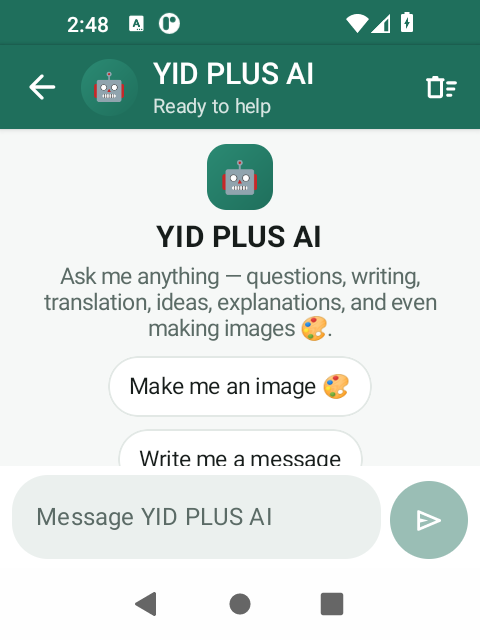 2:48
YID PLUS AI
Ready to help
YID PLUS AI
Ask me anything — questions, writing,
translation, ideas, explanations, and even
making images 🎨.
Make me an image 🎨
Write me a message
Message YID PLUS AI